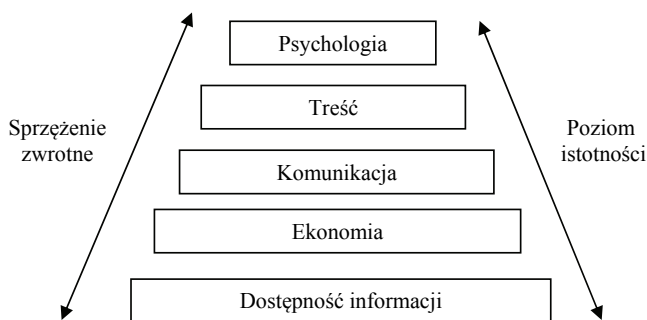 Psychologia
Treść
Sprzężenie
zwrotne
Poziom
istotności
Komunikacja
Ekonomia
Dostępność informacji